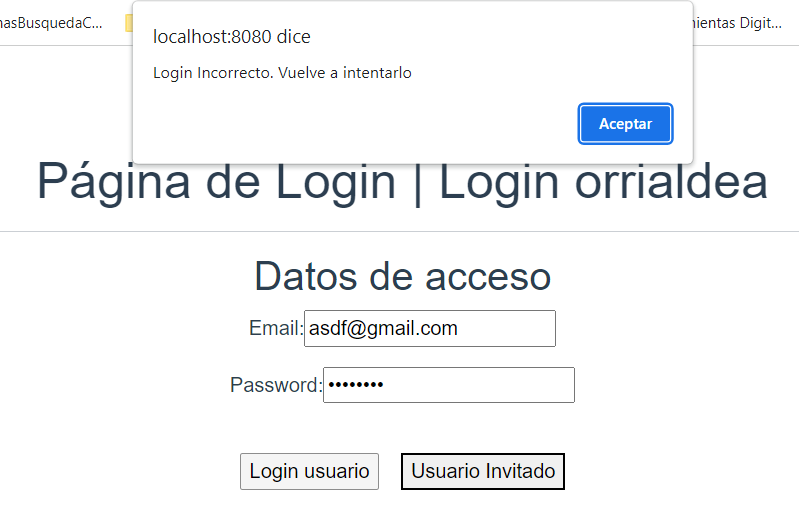 nasBusquedaC...
mientas Digit...
localhost:8080 dice
Login Incorrecto. Vuelve a intentarlo
Aceptar
Página de Login | Login orrialdea
Datos de acceso
Email: asdf@gmail.com
Password: ••••••••
Login usuario Usuario Invitado